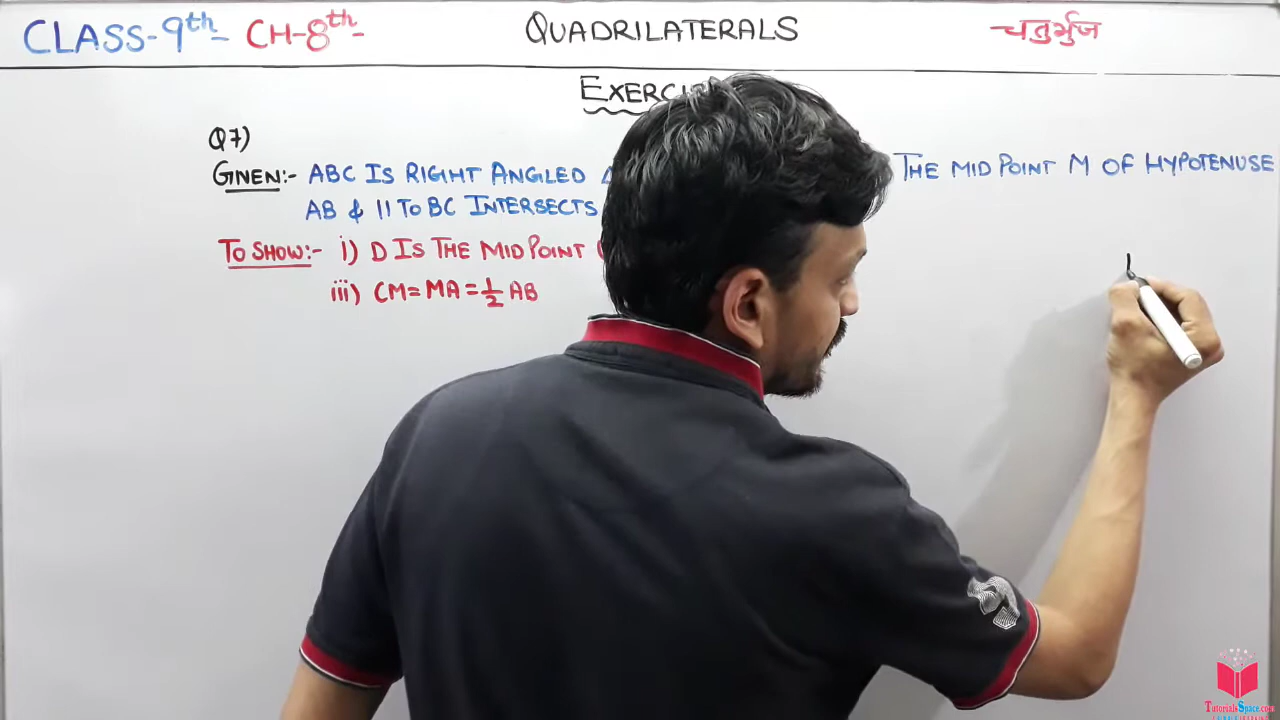 CLASS-9th- CH-8th- QUADRILATERALS चतुर्भुज
Q7)
GIVEN:- ABC IS RIGHT ANGLED THE MID POINT M OF HYPOTENUSE
AB & || TO BC INTERSECTS
TO SHOW:- i) D IS THE MID POINT
iii) CM = MA = 1/2 AB
TutorialsSpace.com